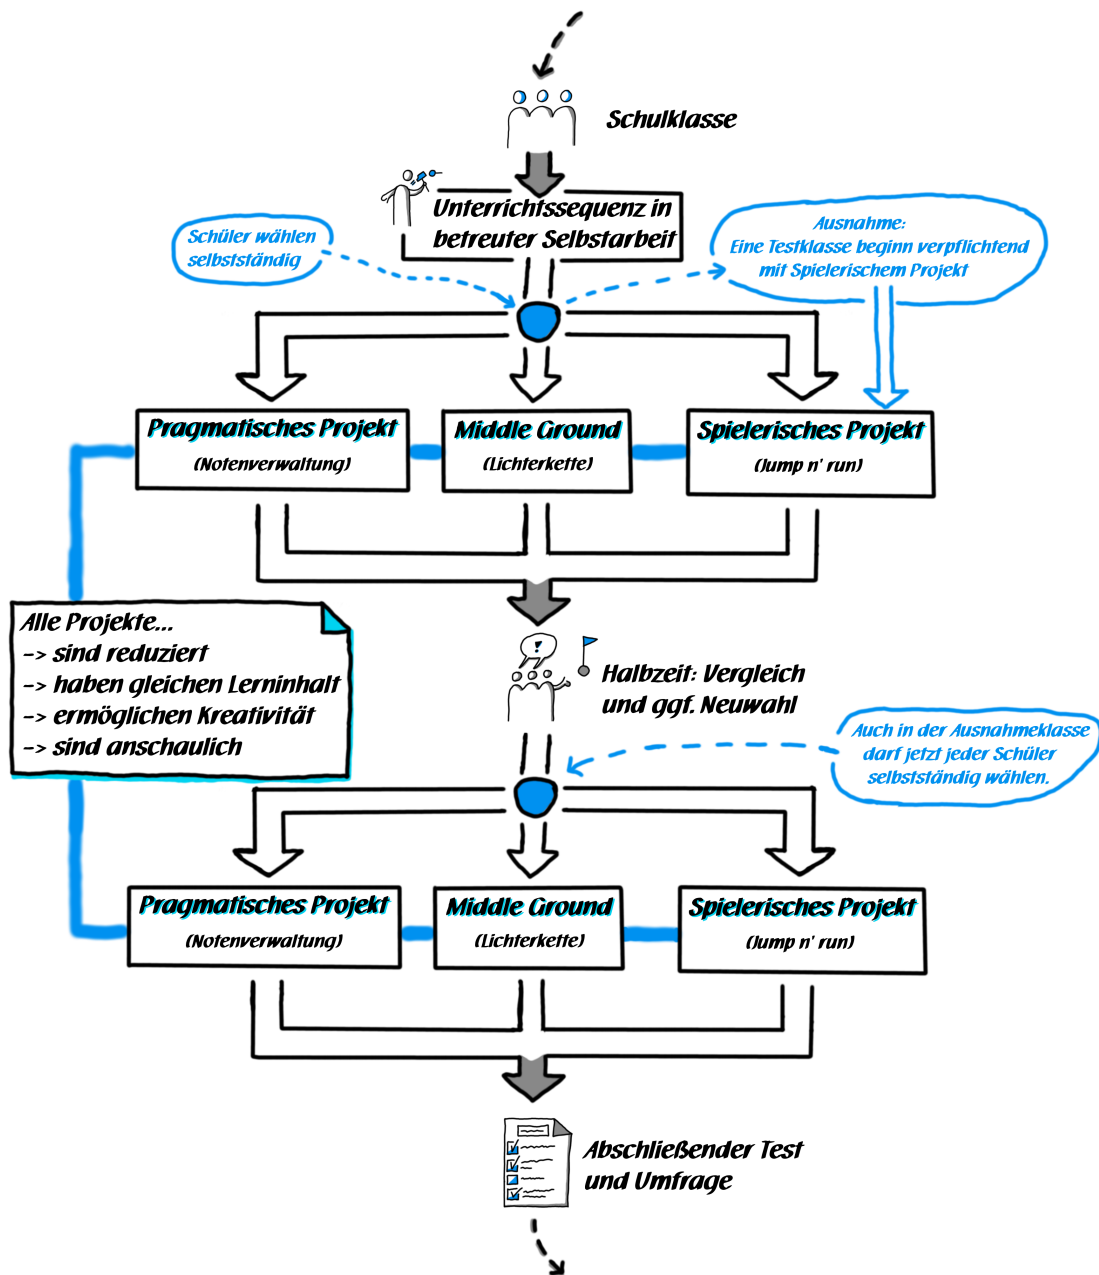 Schulklasse
Unterrichtssequenz in
betreuter Selbstarbeit
Schüler wählen
selbstständig
Ausnahme:
Eine Testklasse beginn verpflichtend
mit Spielerischem Projekt
Pragmatisches Projekt
(Notenverwaltung)
Middle Ground
(Lichterkette)
Spielerisches Projekt
(Jump n' run)
Alle Projekte...
-> sind reduziert
-> haben gleichen Lerninhalt
-> ermöglichen Kreativität
-> sind anschaulich
!
Halbzeit: Vergleich
und ggf. Neuwahl
Auch in der Ausnahmeklasse
darf jetzt jeder Schüler
selbstständig wählen.
Pragmatisches Projekt
(Notenverwaltung)
Middle Ground
(Lichterkette)
Spielerisches Projekt
(Jump n' run)
Abschließender Test
und Umfrage